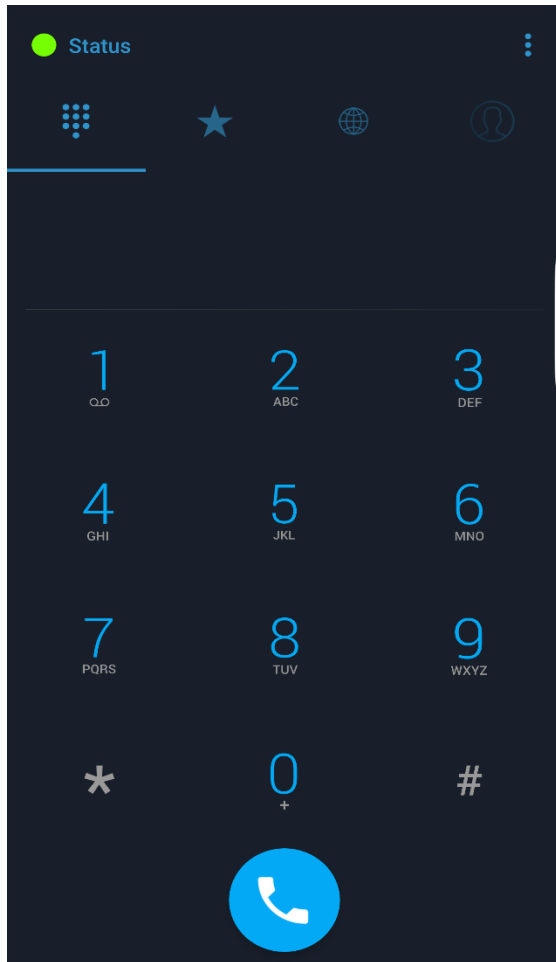 Status
1 2 3
ABC DEF
4 5 6
GHI JKL MNO
7 8 9
PQRS TUV WXYZ
* 0 #
+